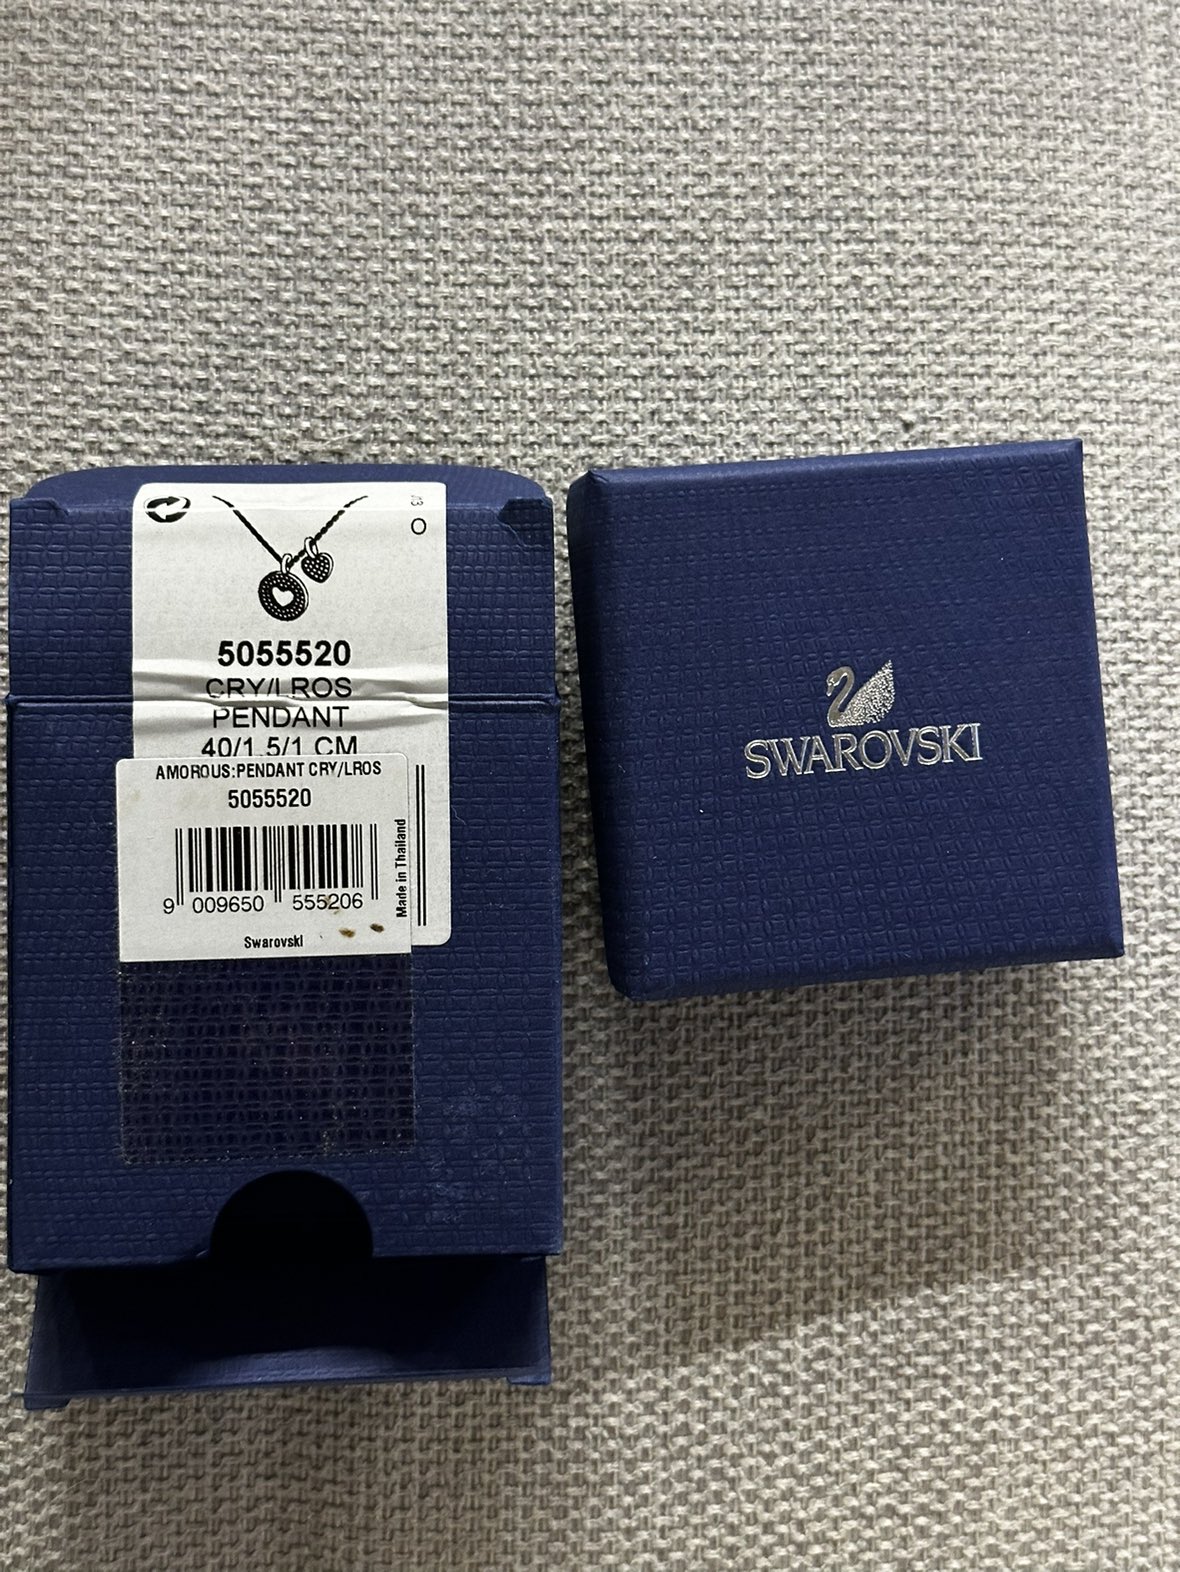 O
5055520
CRY/LROS
PENDANT
40/1.5/1 CM
AMOROUS:PENDANT CRY/LROS
5055520
9 009650 555206
Made in Thailand
Swarovski
SWAROVSKI